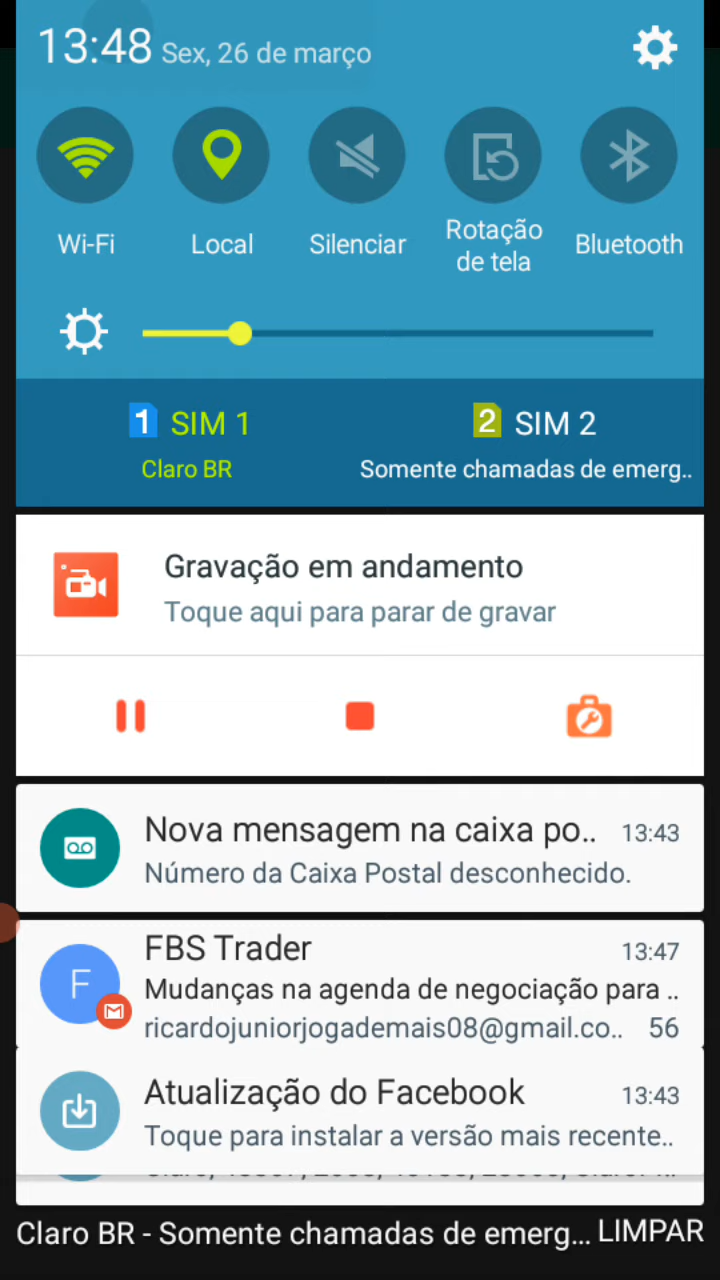 13:48 Sex, 26 de março
Wi-Fi
Local
Silenciar
Rotação de tela
Bluetooth
1 SIM 1
Claro BR
2 SIM 2
Somente chamadas de emerg..
Gravação em andamento
Toque aqui para parar de gravar
Nova mensagem na caixa po.. 13:43
Número da Caixa Postal desconhecido.
F
FBS Trader 13:47
Mudanças na agenda de negociação para ..
ricardojuniorjogademais08@gmail.co.. 56
Atualização do Facebook 13:43
Toque para instalar a versão mais recente..
Claro BR - Somente chamadas de emerg... LIMPAR